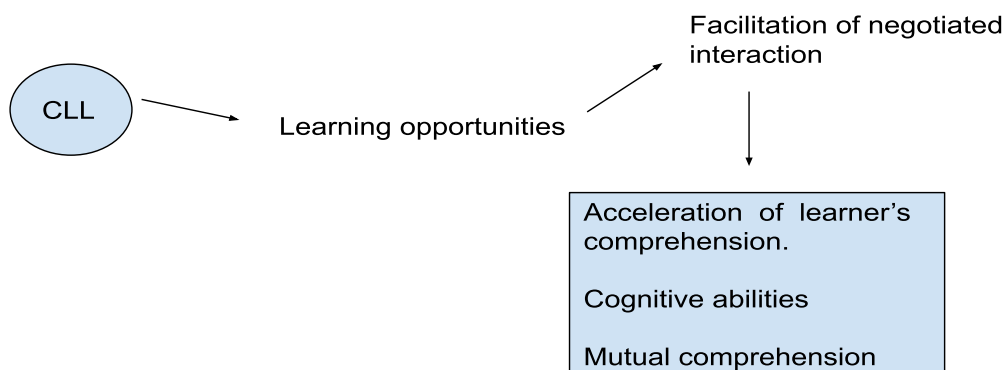 CLL
Learning opportunities
Facilitation of negotiated
interaction
Acceleration of learner's
comprehension.
Cognitive abilities
Mutual comprehension